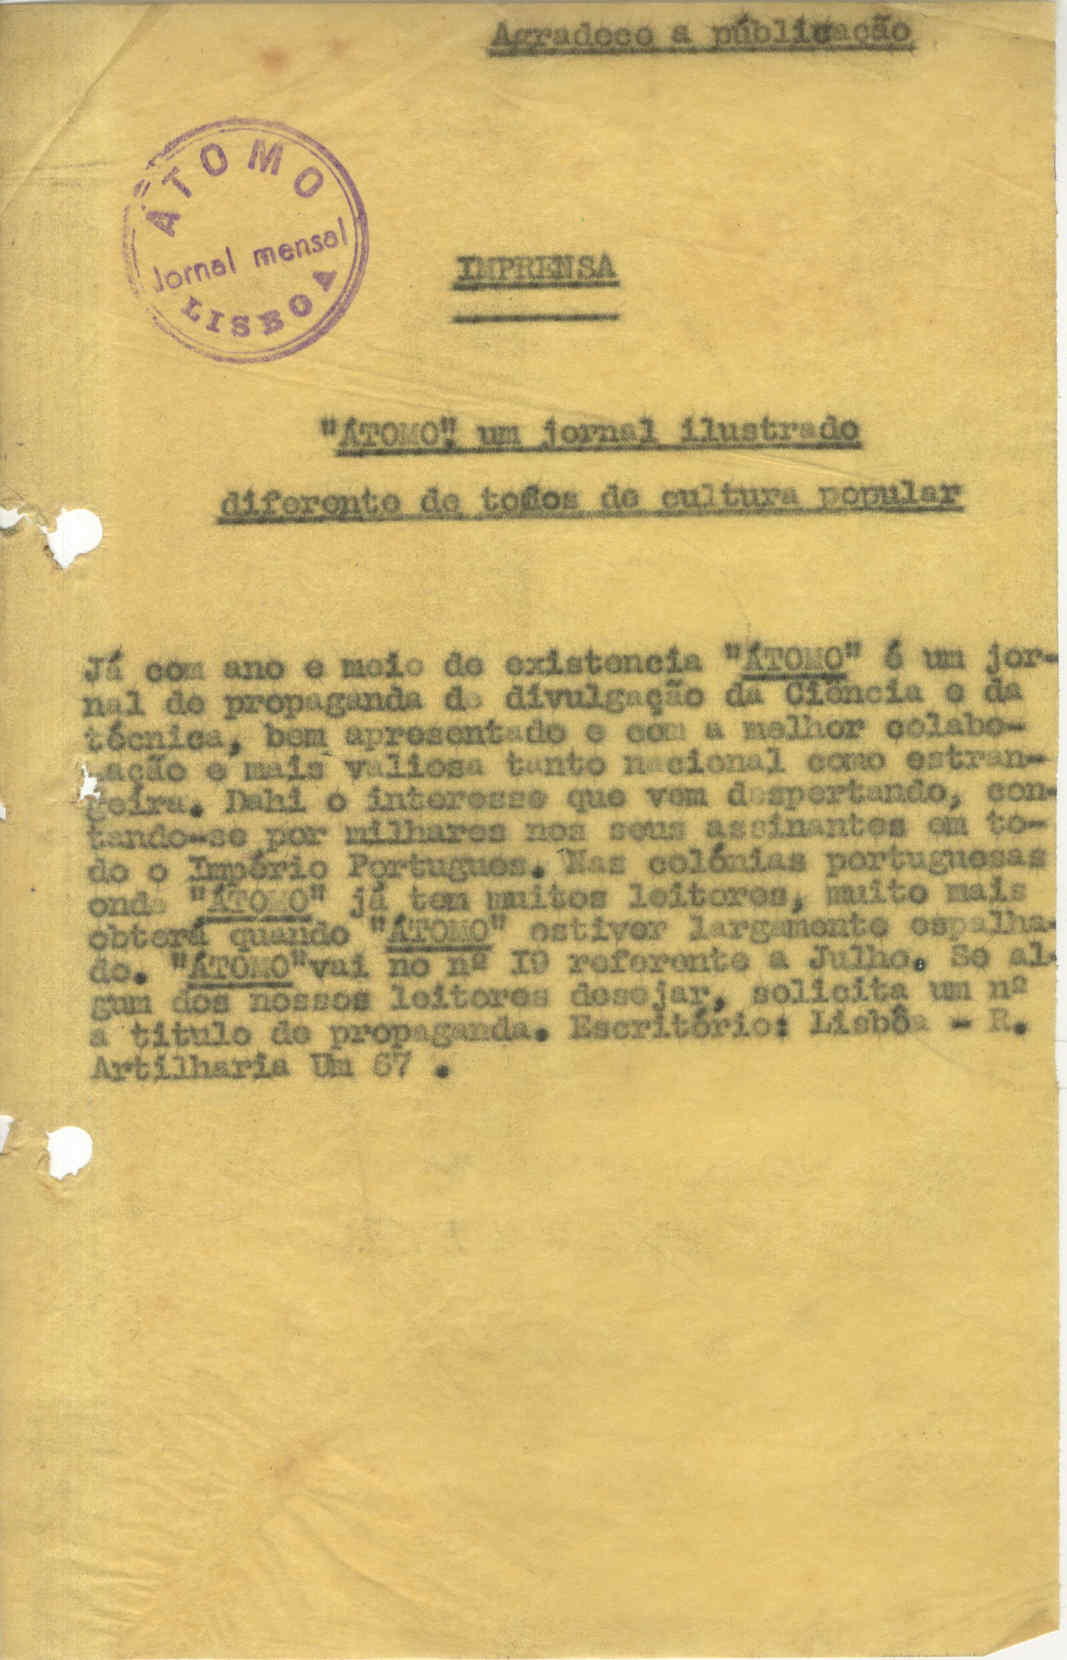 Agradeco a públicação
ÁTOMO
Jornal mensal
LISBOA
IMPRENSA
"ÁTOMO", um jornal ilustrado
diferente de todos de cultura popular
Já com ano e meio de existencia "ÁTOMO" é um jor-
nal de propaganda de divulgação da Ciência e da
técnica, bem apresentado e com a melhor colabo-
ração e mais valiosa tanto nacional como estran-
geira. Dahi o interesse que vem despertando, con-
tando-se por milhares nos seus assinantes em to-
do o Império Portugues. Nas colónias portuguesas
onde "ÁTOMO" já tem muitos leitores, muito mais
obterá quando "ÁTOMO" estiver largamente espalha-
do. "ÁTOMO"vai no nº I9 referente a Julho. Se al-
gum dos nossos leitores desejar, solicita um nº
a titulo de propaganda. Escritório: Lisbôa - R.
Artilharia Um 67 .